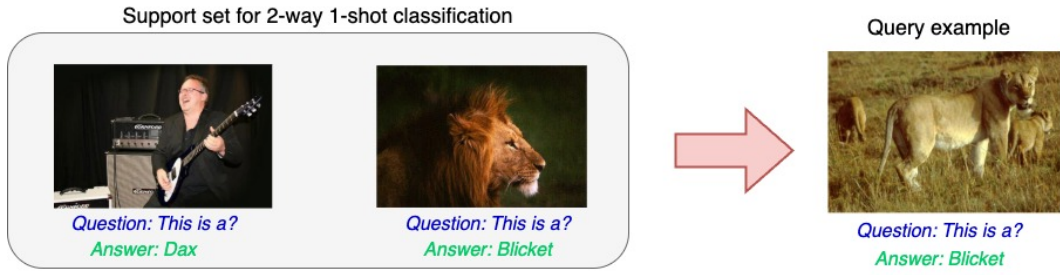 Support set for 2-way 1-shot classification
Query example
Question: This is a?
Answer: Dax
Question: This is a?
Answer: Blicket
Question: This is a?
Answer: Blicket